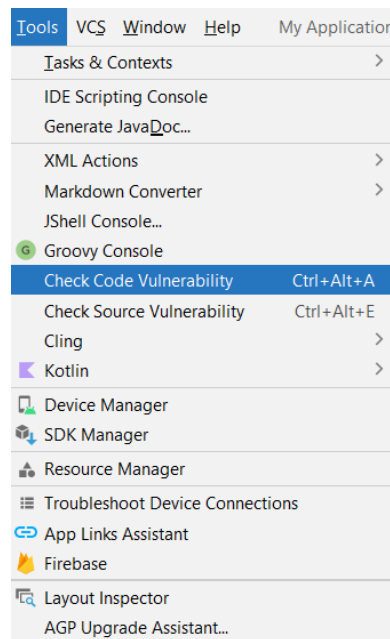 Tools VCS Window Help My Application
Tasks & Contexts >
IDE Scripting Console
Generate JavaDoc...
XML Actions >
Markdown Converter >
JShell Console...
G Groovy Console
Check Code Vulnerability Ctrl+Alt+A
Check Source Vulnerability Ctrl+Alt+E
Cling >
Kotlin >
Device Manager
SDK Manager
Resource Manager
Troubleshoot Device Connections
App Links Assistant
Firebase
Layout Inspector
AGP Upgrade Assistant...